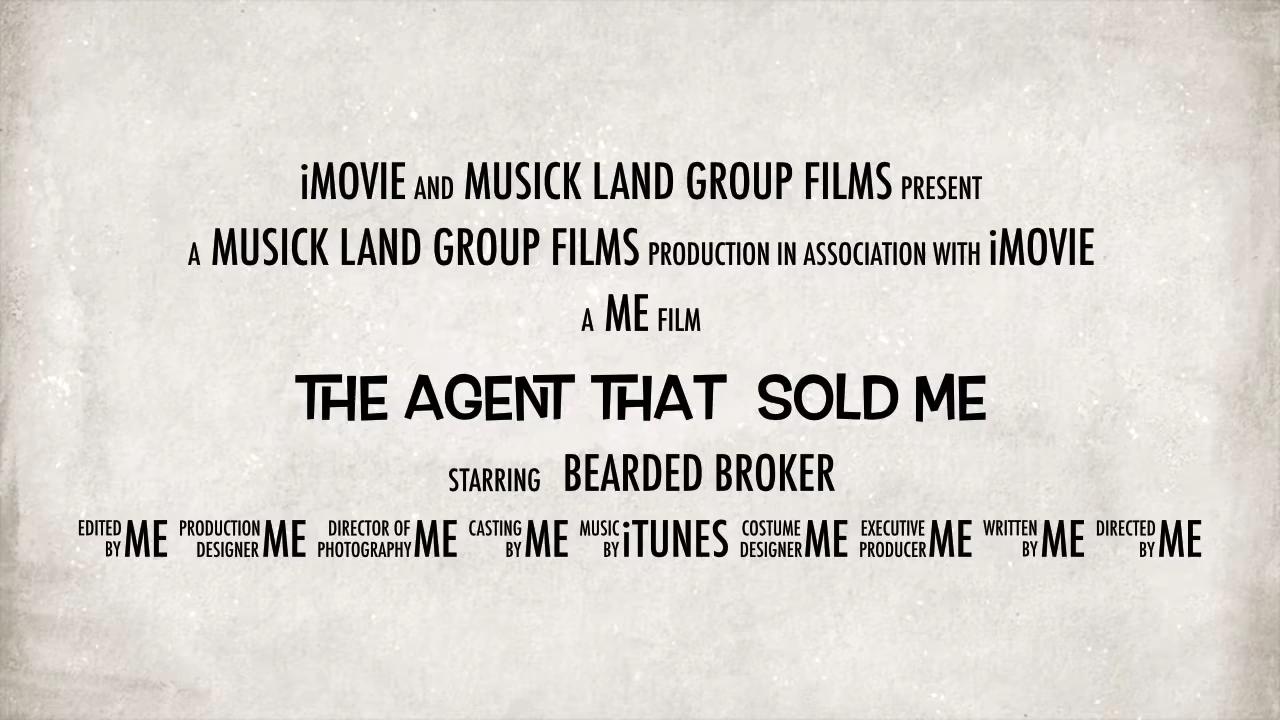 iMOVIE AND MUSICK LAND GROUP FILMS PRESENT
A MUSICK LAND GROUP FILMS PRODUCTION IN ASSOCIATION WITH iMOVIE
A ME FILM
THE AGENT THAT SOLD ME
STARRING BEARDED BROKER
EDITED BY ME PRODUCTION DESIGNER ME DIRECTOR OF PHOTOGRAPHY ME CASTING BY ME MUSIC BY iTUNES COSTUME DESIGNER ME EXECUTIVE PRODUCER ME WRITTEN BY ME DIRECTED BY ME